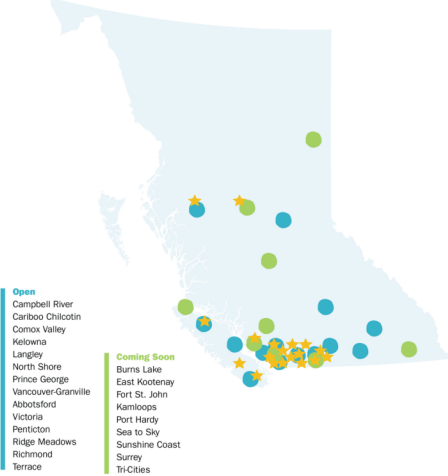 Open
Campbell River
Cariboo Chilcotin
Comox Valley
Kelowna
Langley
North Shore
Prince George
Vancouver-Granville
Abbotsford
Victoria
Penticton
Ridge Meadows
Richmond
Terrace
Coming Soon
Burns Lake
East Kootenay
Fort St. John
Kamloops
Port Hardy
Sea to Sky
Sunshine Coast
Surrey
Tri-Cities